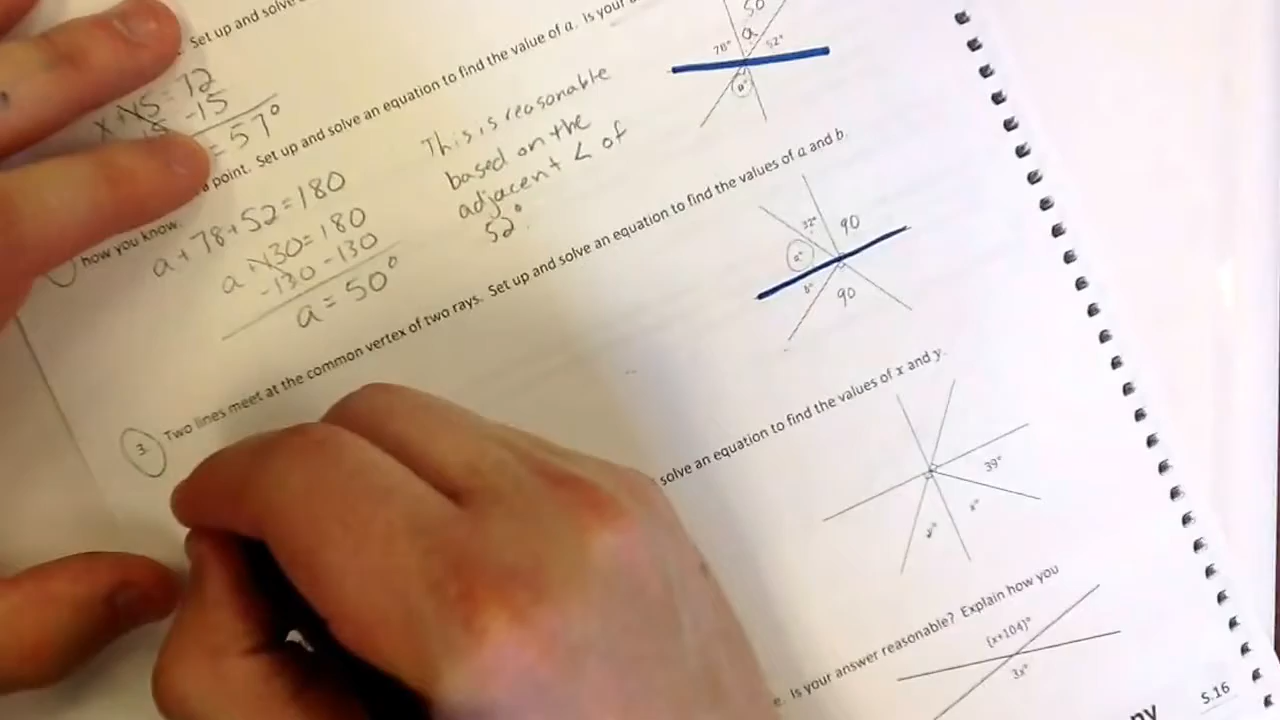 Set up and solve
x + 15 = 72
-15 -15
= 57°
point. Set up and solve an equation to find the value of a. Is your
how you know.
a + 78 + 52 = 180
a + 130 = 180
-130 -130
a = 50°
This is reasonable
based on the
adjacent ∠ of
52°.
50
a
78°
52°
a°
3. Two lines meet at the common vertex of two rays. Set up and solve an equation to find the values of a and b.
32°
90
a°
b°
90
solve an equation to find the values of x and y.
39°
x°
y°
e. Is your answer reasonable? Explain how you
(x+104)°
3x°
S.16